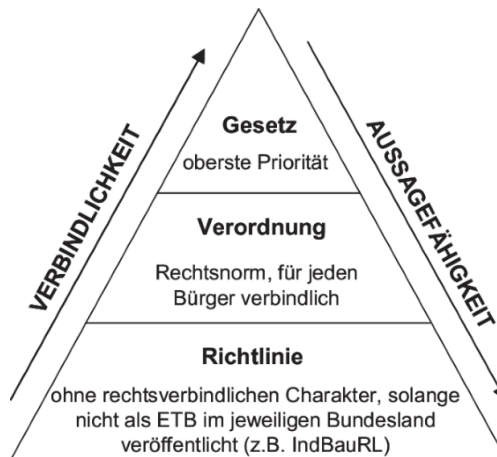 VERBINDLICHKEIT
AUSSAGEFÄHIGKEIT
Gesetz
oberste Priorität
Verordnung
Rechtsnorm, für jeden
Bürger verbindlich
Richtlinie
ohne rechtsverbindlichen Charakter, solange
nicht als ETB im jeweiligen Bundesland
veröffentlicht (z.B. IndBauRL)